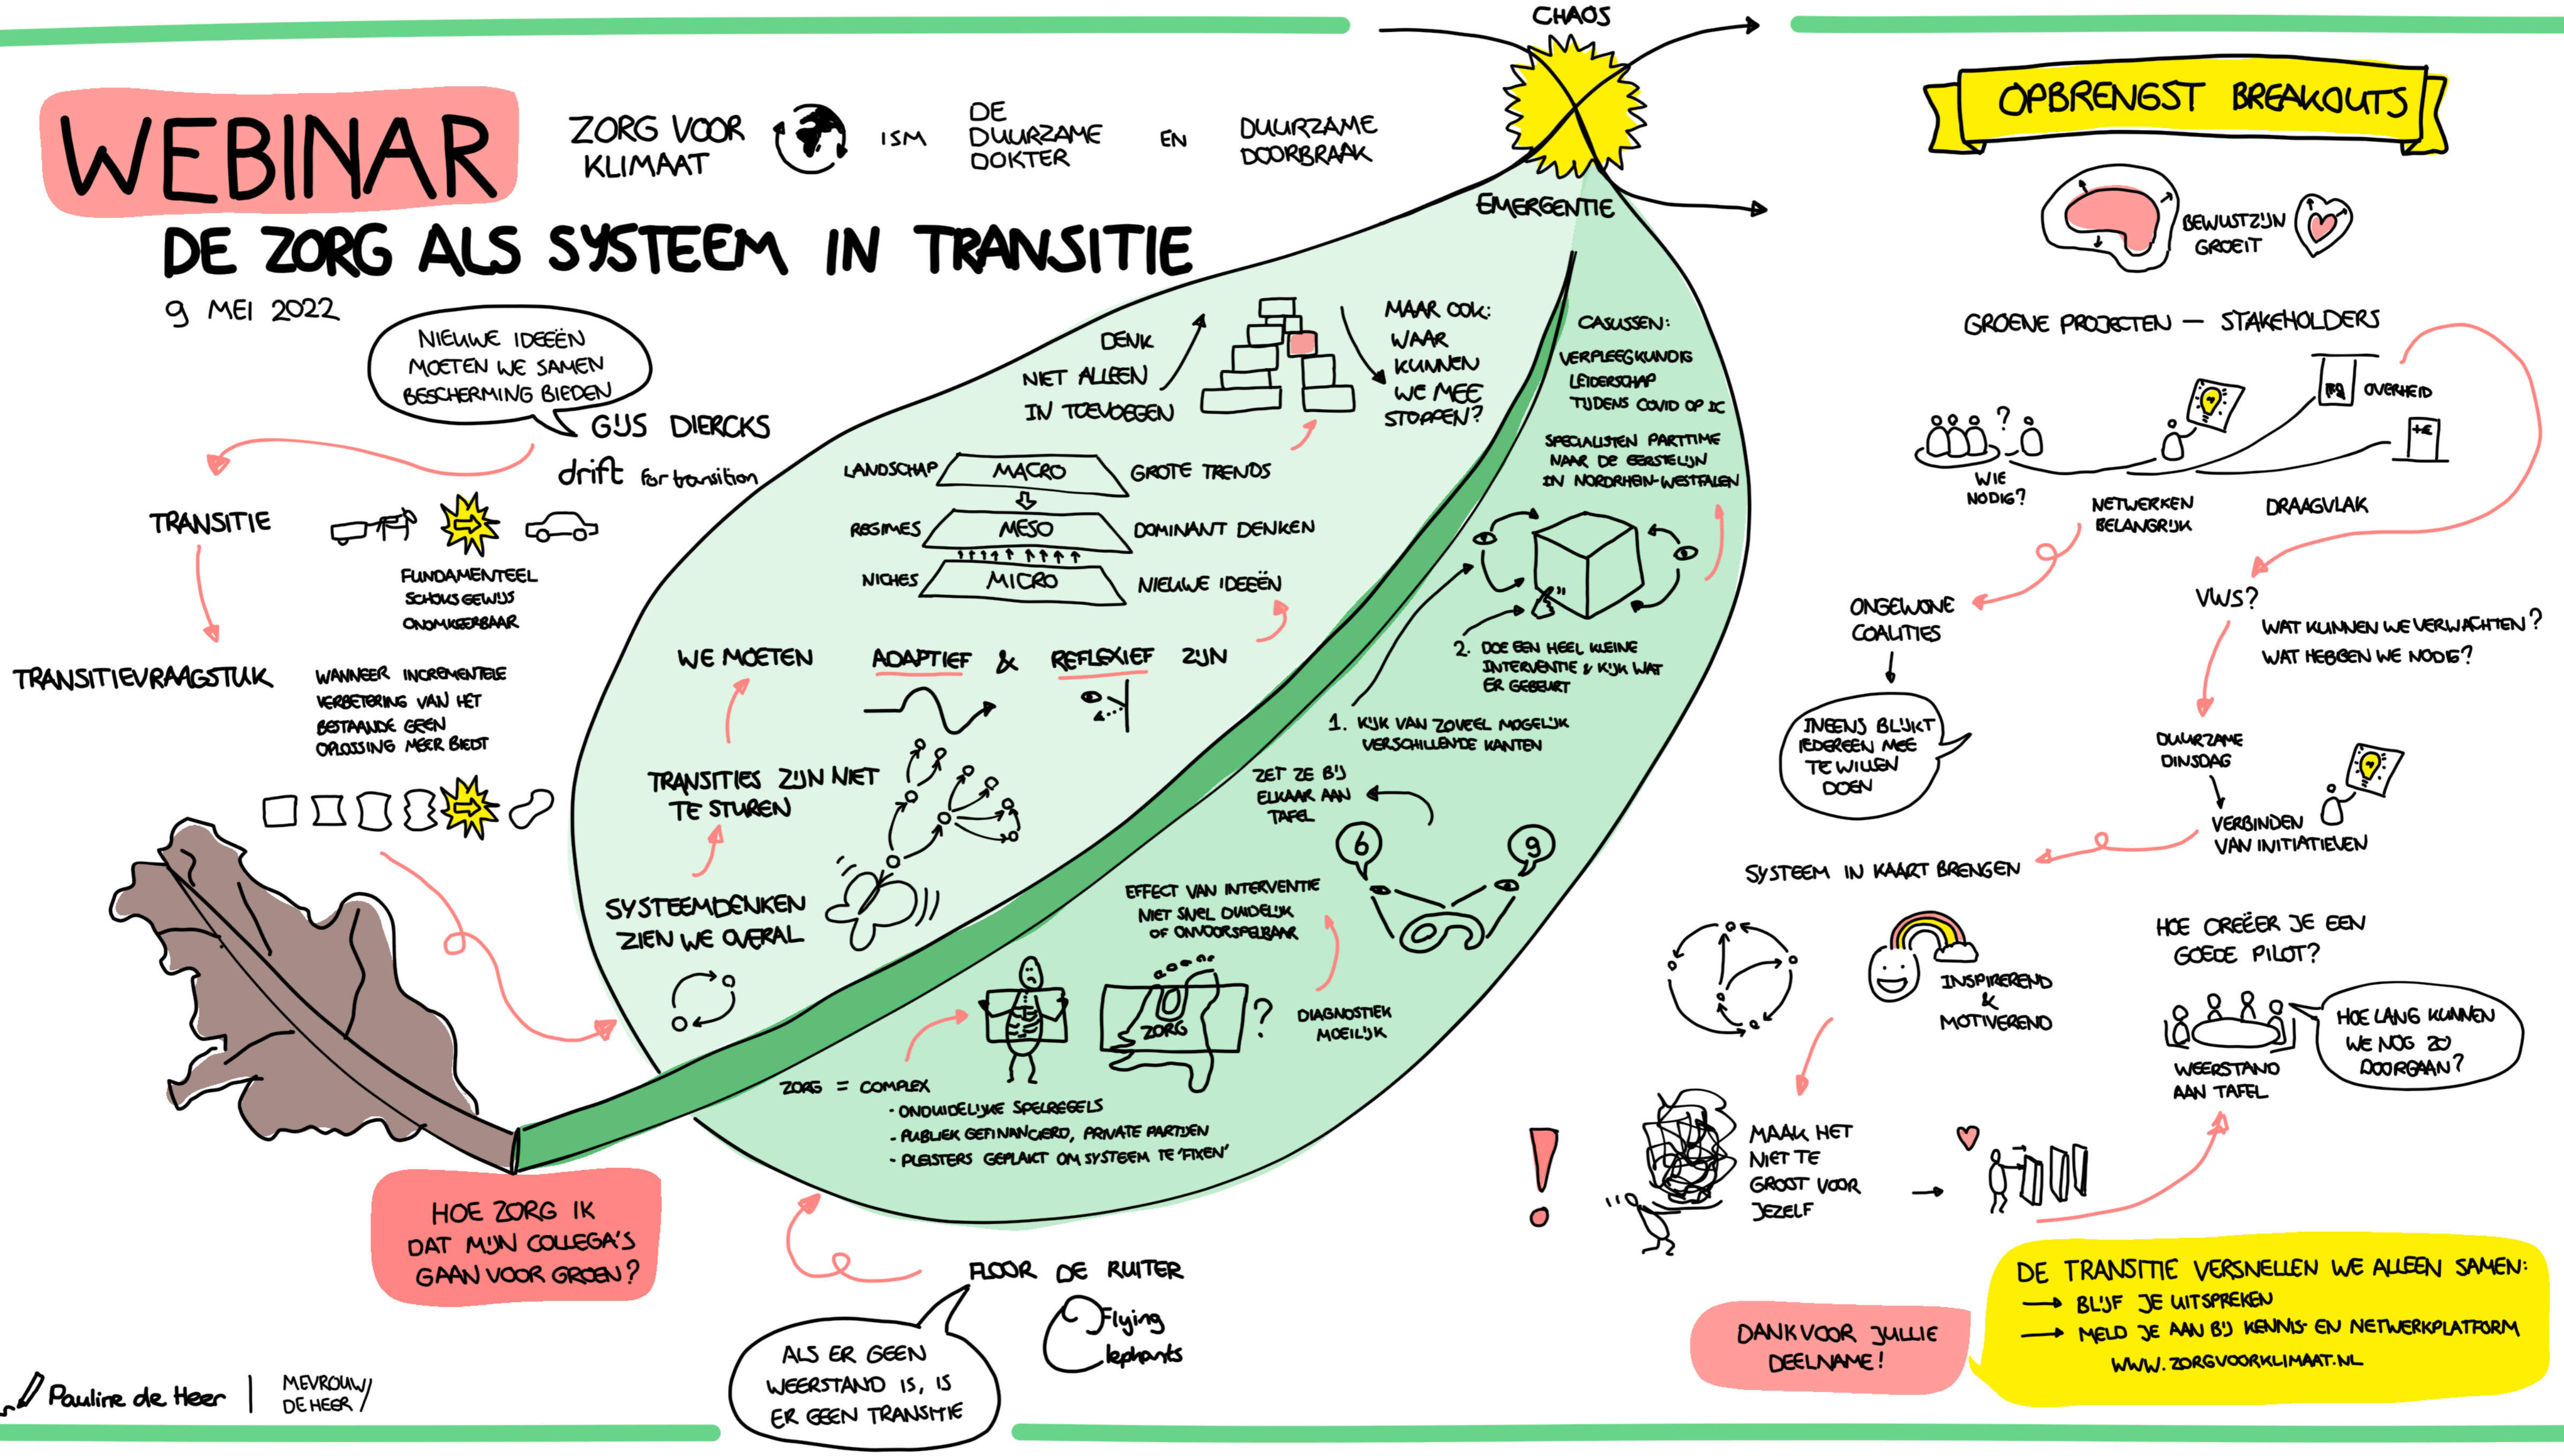 WEBINAR
ZORG VOOR
KLIMAAT
ISM
DE
DUURZAME
DOKTER
EN
DUURZAME
DOORBRAAK
DE ZORG ALS SYSTEEM IN TRANSITIE
9 MEI 2022
NIEUWE IDEEËN
MOETEN WE SAMEN
BESCHERMING BIEDEN
GIJS DIERCKS
drift for transition
TRANSITIE
FUNDAMENTEEL
SCHOKSGEWIJS
ONOMKEERBAAR
TRANSITIEVRAAGSTUK
WANNEER INCREMENTELE
VERBETERING VAN HET
BESTAANDE GEEN
OPLOSSING MEER BIEDT
HOE ZORG IK
DAT MIJN COLLEGA'S
GAAN VOOR GROEN?
CHAOS
EMERGENTIE
DENK
NIET ALLEEN
IN TOEVOEGEN
MAAR OOK:
WAAR
KUNNEN
WE MEE
STOPPEN?
LANDSCHAP
MACRO
GROTE TRENDS
REGIMES
MESO
DOMINANT DENKEN
NICHES
MICRO
NIEUWE IDEEËN
WE MOETEN ADAPTIEF & REFLEXIEF ZIJN
TRANSITIES ZIJN NIET
TE STUREN
SYSTEEMDENKEN
ZIEN WE OVERAL
CASUSSEN:
VERPLEEGKUNDIG
LEIDERSCHAP
TIJDENS COVID OP IC
SPECIALISTEN PARTTIME
NAAR DE EERSTELIJN
IN NORDRHEIN-WESTFALEN
2. DOE EEN HEEL KLEINE
INTERVENTIE & KIJK WAT
ER GEBEURT
1. KIJK VAN ZOVEEL MOGELIJK
VERSCHILLENDE KANTEN
ZET ZE BIJ
ELKAAR AAN
TAFEL
6
9
EFFECT VAN INTERVENTIE
NIET SNEL DUIDELIJK
OF ONVOORSPELBAAR
ZORG
?
DIAGNOSTIEK
MOEILIJK
ZORG = COMPLEX
- ONDUIDELIJKE SPELREGELS
- PUBLIEK GEFINANCIERD, PRIVATE PARTIJEN
- PLEISTERS GEPLAKT OM SYSTEEM TE 'FIXEN'
FLOOR DE RUITER
Flying
Elephants
ALS ER GEEN
WEERSTAND IS, IS
ER GEEN TRANSITIE
Pauline de Heer
MEVROUW
DE HEER
OPBRENGST BREAKOUTS
BEWUSTZIJN
GROEIT
GROENE PROJECTEN — STAKEHOLDERS
?
OVERHEID
+€
WIE
NODIG?
NETWERKEN
BELANGRIJK
DRAAGVLAK
ONGEWONE
COALITIES
INEENS BLIJKT
IEDEREEN MEE
TE WILLEN
DOEN
VWS?
WAT KUNNEN WE VERWACHTEN?
WAT HEBBEN WE NODIG?
DUURZAME
DINSDAG
VERBINDEN
VAN INITIATIEVEN
SYSTEEM IN KAART BRENGEN
INSPIREREND
&
MOTIVEREND
!
MAAK HET
NIET TE
GROOT VOOR
JEZELF
HOE CREËER JE EEN
GOEDE PILOT?
WEERSTAND
AAN TAFEL
HOE LANG KUNNEN
WE NOG ZO
DOORGAAN?
DANK VOOR JULLIE
DEELNAME!
DE TRANSITIE VERSNELLEN WE ALLEEN SAMEN:
→ BLIJF JE UITSPREKEN
→ MELD JE AAN BIJ KENNIS- EN NETWERKPLATFORM
WWW.ZORGVOORKLIMAAT.NL